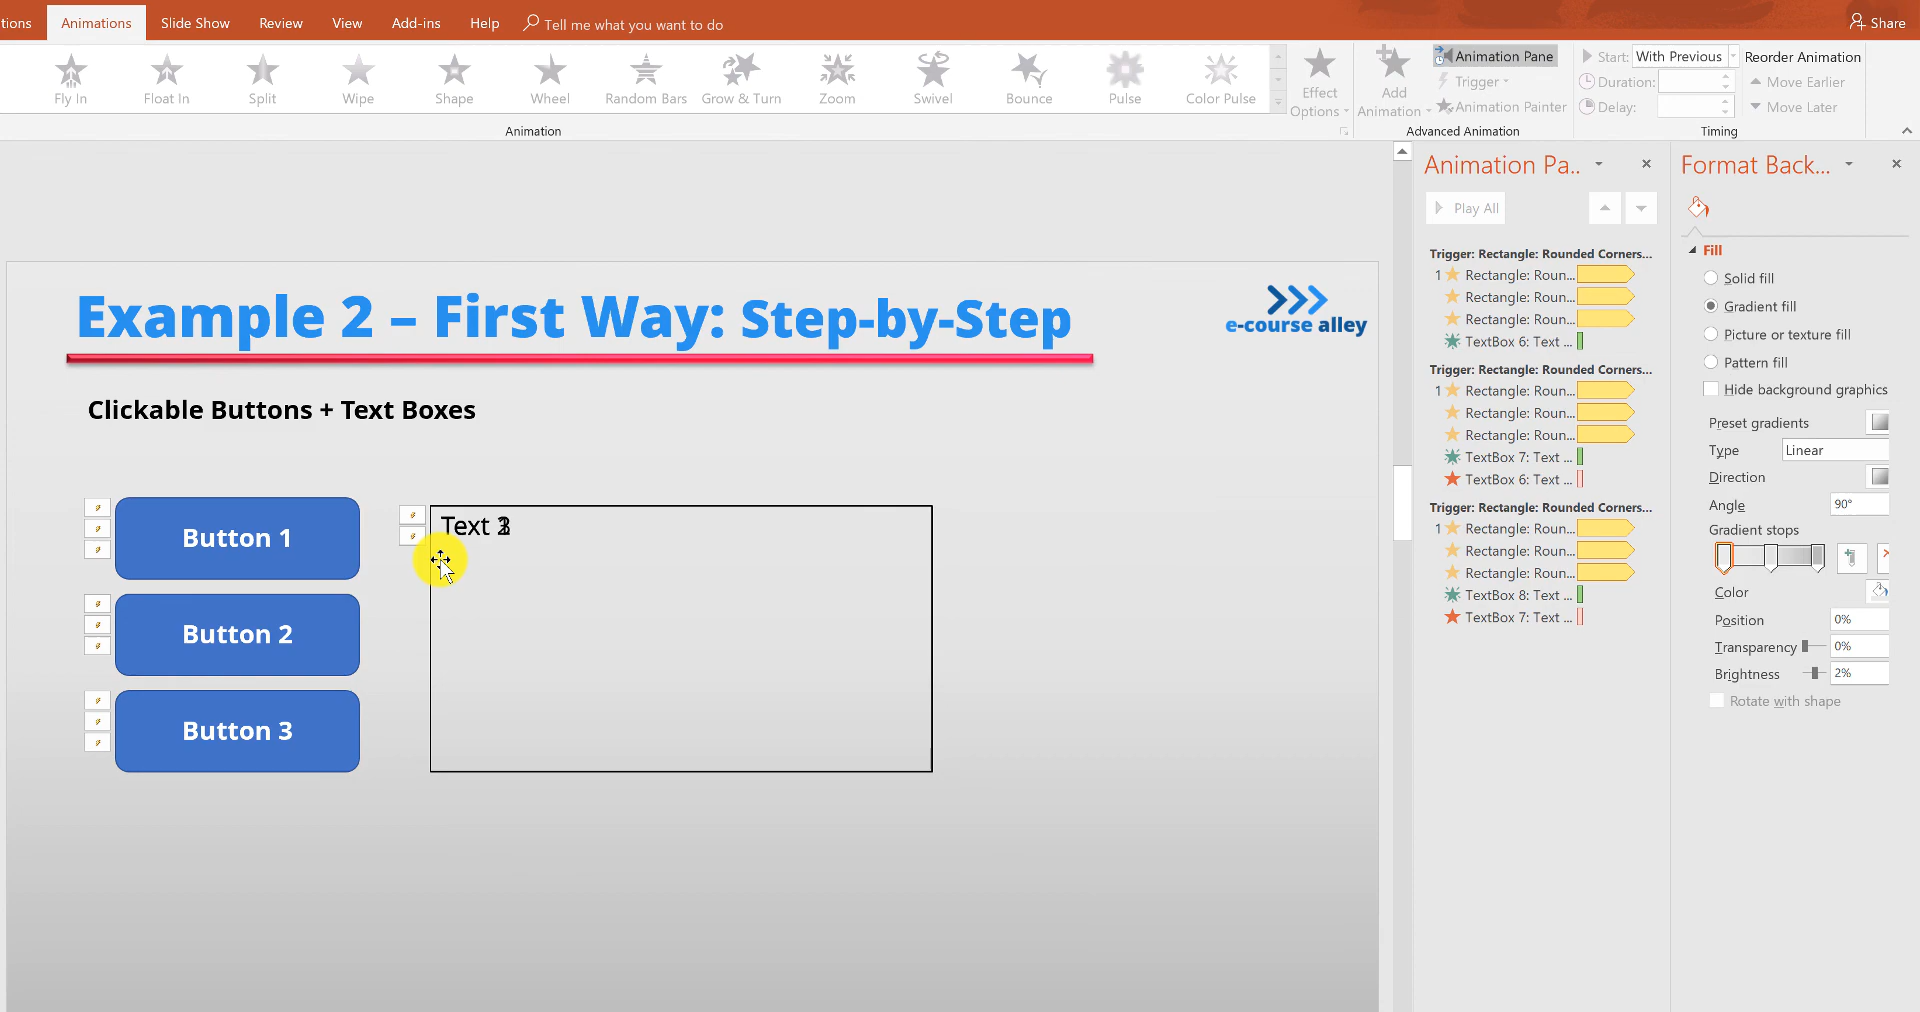 tions Animations Slide Show Review View Add-ins Help Tell me what you want to do Share
Fly In Float In Split Wipe Shape Wheel Random Bars Grow & Turn Zoom Swivel Bounce Pulse Color Pulse
Effect Options
Add Animation
Animation Pane
Trigger
Animation Painter
Start: With Previous
Duration:
Delay:
Reorder Animation
Move Earlier
Move Later
Animation Advanced Animation Timing
Example 2 – First Way: Step-by-Step
e-course alley
Clickable Buttons + Text Boxes
Button 1
Button 2
Button 3
Text
Animation Pa..
Play All
Trigger: Rectangle: Rounded Corners...
1 Rectangle: Roun...
Rectangle: Roun...
Rectangle: Roun...
TextBox 6: Text ...
Trigger: Rectangle: Rounded Corners...
1 Rectangle: Roun...
Rectangle: Roun...
Rectangle: Roun...
TextBox 7: Text ...
TextBox 6: Text ...
Trigger: Rectangle: Rounded Corners...
1 Rectangle: Roun...
Rectangle: Roun...
Rectangle: Roun...
TextBox 8: Text ...
TextBox 7: Text ...
Format Back...
Fill
Solid fill
Gradient fill
Picture or texture fill
Pattern fill
Hide background graphics
Preset gradients
Type Linear
Direction
Angle 90°
Gradient stops
Color
Position 0%
Transparency 0%
Brightness 2%
Rotate with shape